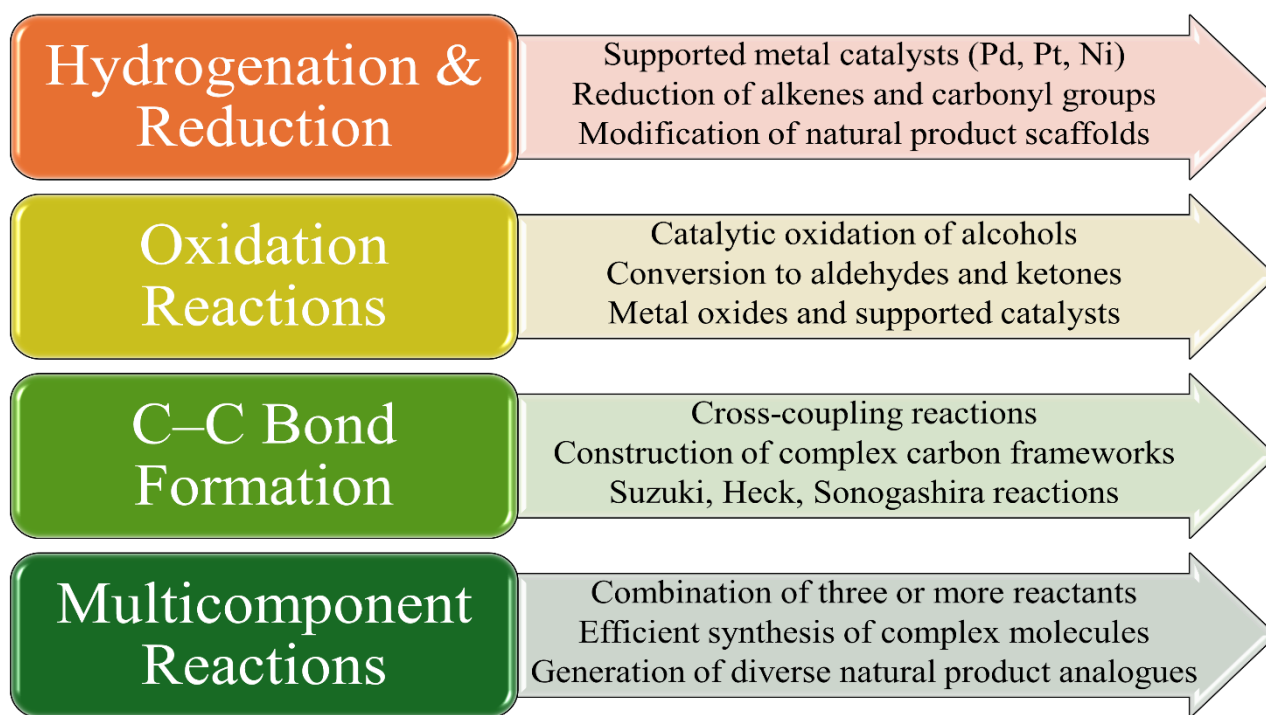 Hydrogenation &
Reduction
Supported metal catalysts (Pd, Pt, Ni)
Reduction of alkenes and carbonyl groups
Modification of natural product scaffolds
Oxidation
Reactions
Catalytic oxidation of alcohols
Conversion to aldehydes and ketones
Metal oxides and supported catalysts
C–C Bond
Formation
Cross-coupling reactions
Construction of complex carbon frameworks
Suzuki, Heck, Sonogashira reactions
Multicomponent
Reactions
Combination of three or more reactants
Efficient synthesis of complex molecules
Generation of diverse natural product analogues